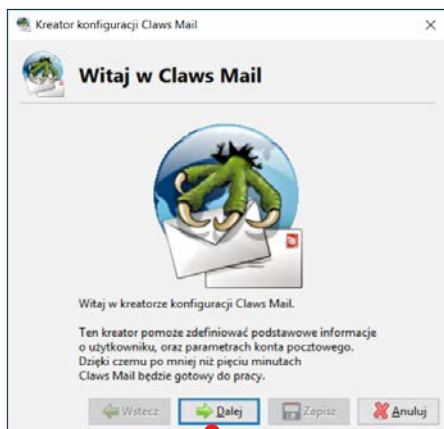 Kreator konfiguracji Claws Mail
Witaj w Claws Mail
Witaj w kreatorze konfiguracji Claws Mail.
Ten kreator pomoże zdefiniować podstawowe informacje
o użytkowniku, oraz parametrach konta pocztowego.
Dzięki czemu po mniej niż pięciu minutach
Claws Mail będzie gotowy do pracy.
Wstecz Dalej Zapisz Anuluj